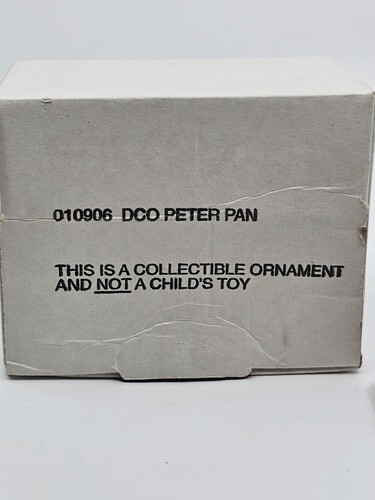 010906 DCO PETER PAN
THIS IS A COLLECTIBLE ORNAMENT
AND NOT A CHILD'S TOY